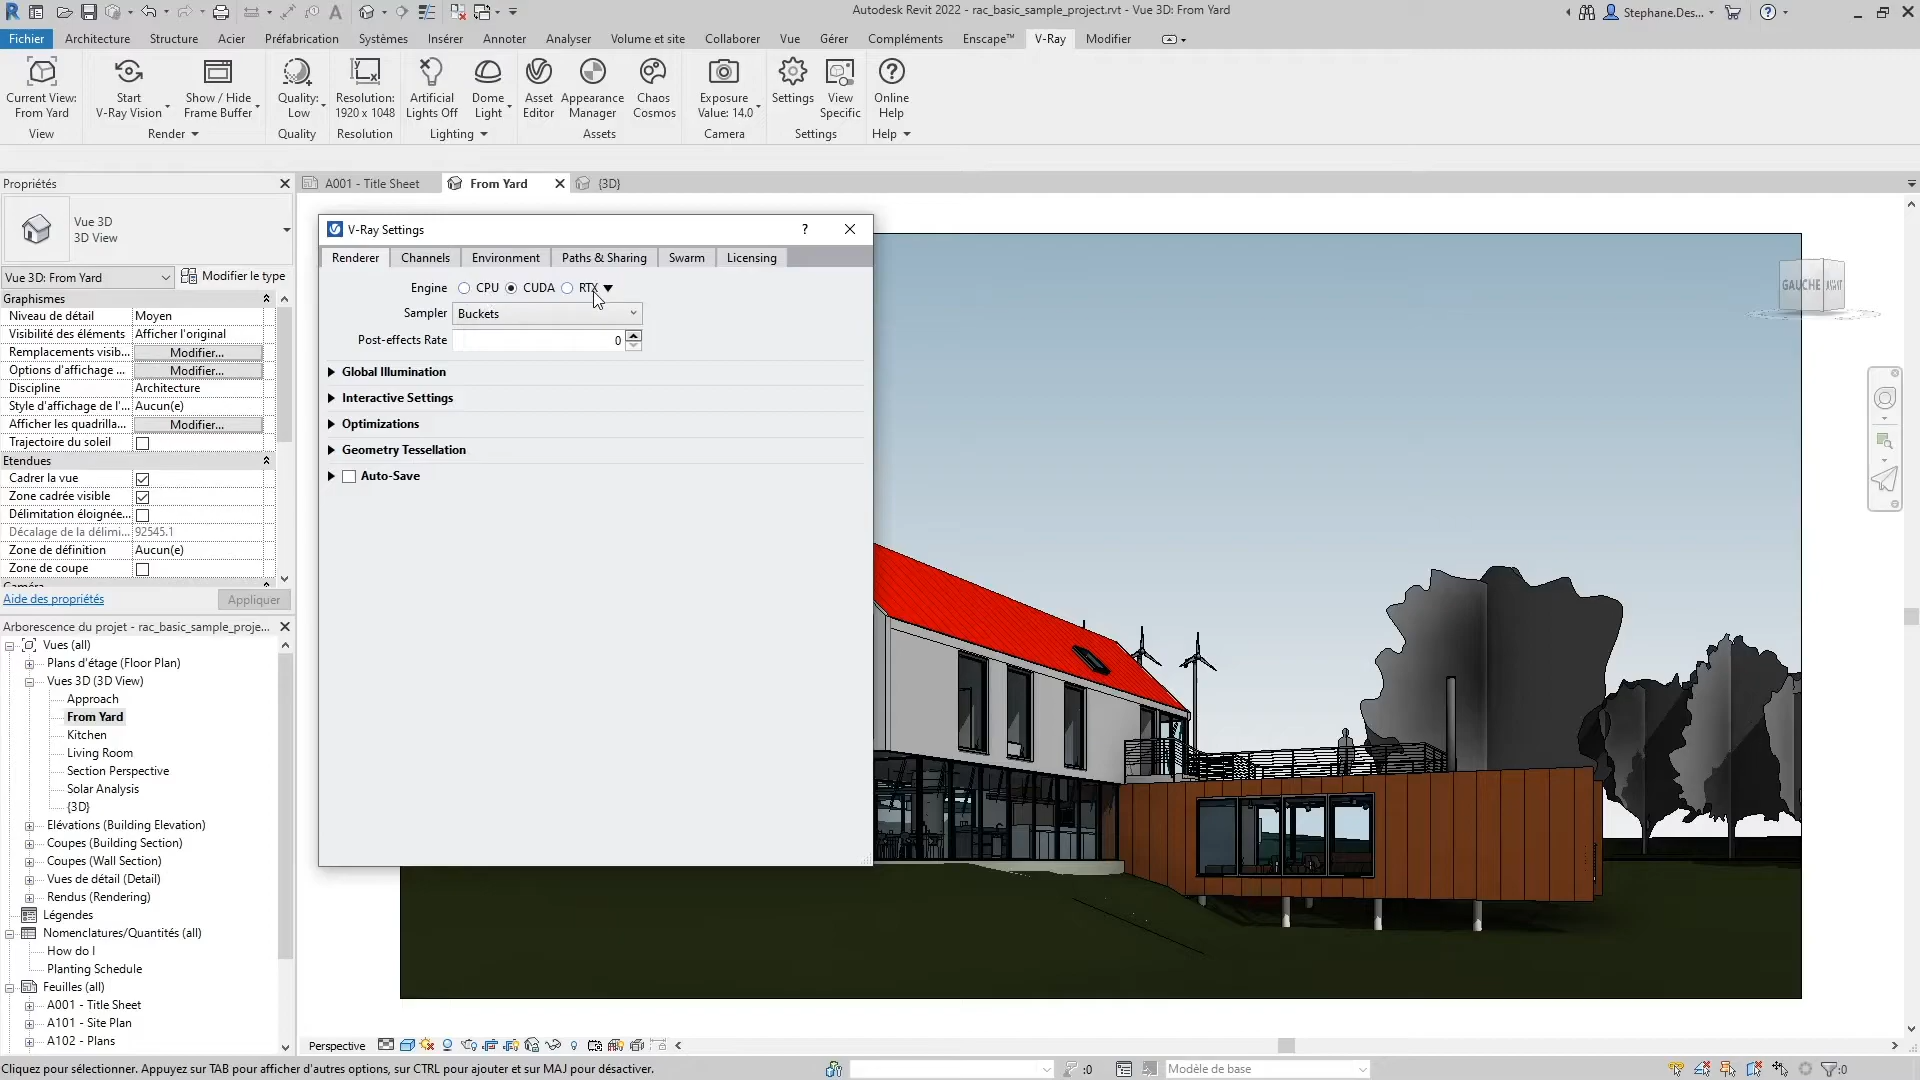 Autodesk Revit 2022 - rac_basic_sample_project.rvt - Vue 3D: From Yard
Stephane.Des...
Fichier Architecture Structure Acier Préfabrication Systèmes Insérer Annoter Analyser Volume et site Collaborer Vue Gérer Compléments Enscape™ V-Ray Modifier
Current View: From Yard
Start V-Ray Vision
Show / Hide Frame Buffer
Quality: Low
Resolution: 1920 x 1048
Artificial Lights Off
Dome Light
Asset Editor
Appearance Manager
Chaos Cosmos
Exposure Value: 14.0
Settings
View Specific
Online Help
View Render Quality Resolution Lighting Assets Camera Settings Help
Propriétés
A001 - Title Sheet
From Yard
{3D}
Vue 3D
3D View
Vue 3D: From Yard
Modifier le type
Graphismes
Niveau de détail Moyen
Visibilité des éléments Afficher l'original
Remplacements visib... Modifier...
Options d'affichage ... Modifier...
Discipline Architecture
Style d'affichage de l'... Aucun(e)
Afficher les quadrilla... Modifier...
Trajectoire du soleil
Etendues
Cadrer la vue
Zone cadrée visible
Délimitation éloignée...
Décalage de la délimi... 92545.1
Zone de définition Aucun(e)
Zone de coupe
Caméra
Aide des propriétés
Appliquer
Arborescence du projet - rac_basic_sample_proje...
Vues (all)
Plans d'étage (Floor Plan)
Vues 3D (3D View)
Approach
From Yard
Kitchen
Living Room
Section Perspective
Solar Analysis
{3D}
Elévations (Building Elevation)
Coupes (Building Section)
Coupes (Wall Section)
Vues de détail (Detail)
Rendus (Rendering)
Légendes
Nomenclatures/Quantités (all)
How do I
Planting Schedule
Feuilles (all)
A001 - Title Sheet
A101 - Site Plan
A102 - Plans
V-Ray Settings
?
Renderer Channels Environment Paths & Sharing Swarm Licensing
Engine CPU CUDA RTX
Sampler Buckets
Post-effects Rate 0
Global Illumination
Interactive Settings
Optimizations
Geometry Tessellation
Auto-Save
GAUCHE AVANT
Perspective
Cliquez pour sélectionner. Appuyez sur TAB pour afficher d'autres options, sur CTRL pour ajouter et sur MAJ pour désactiver.
:0
Modèle de base
:0